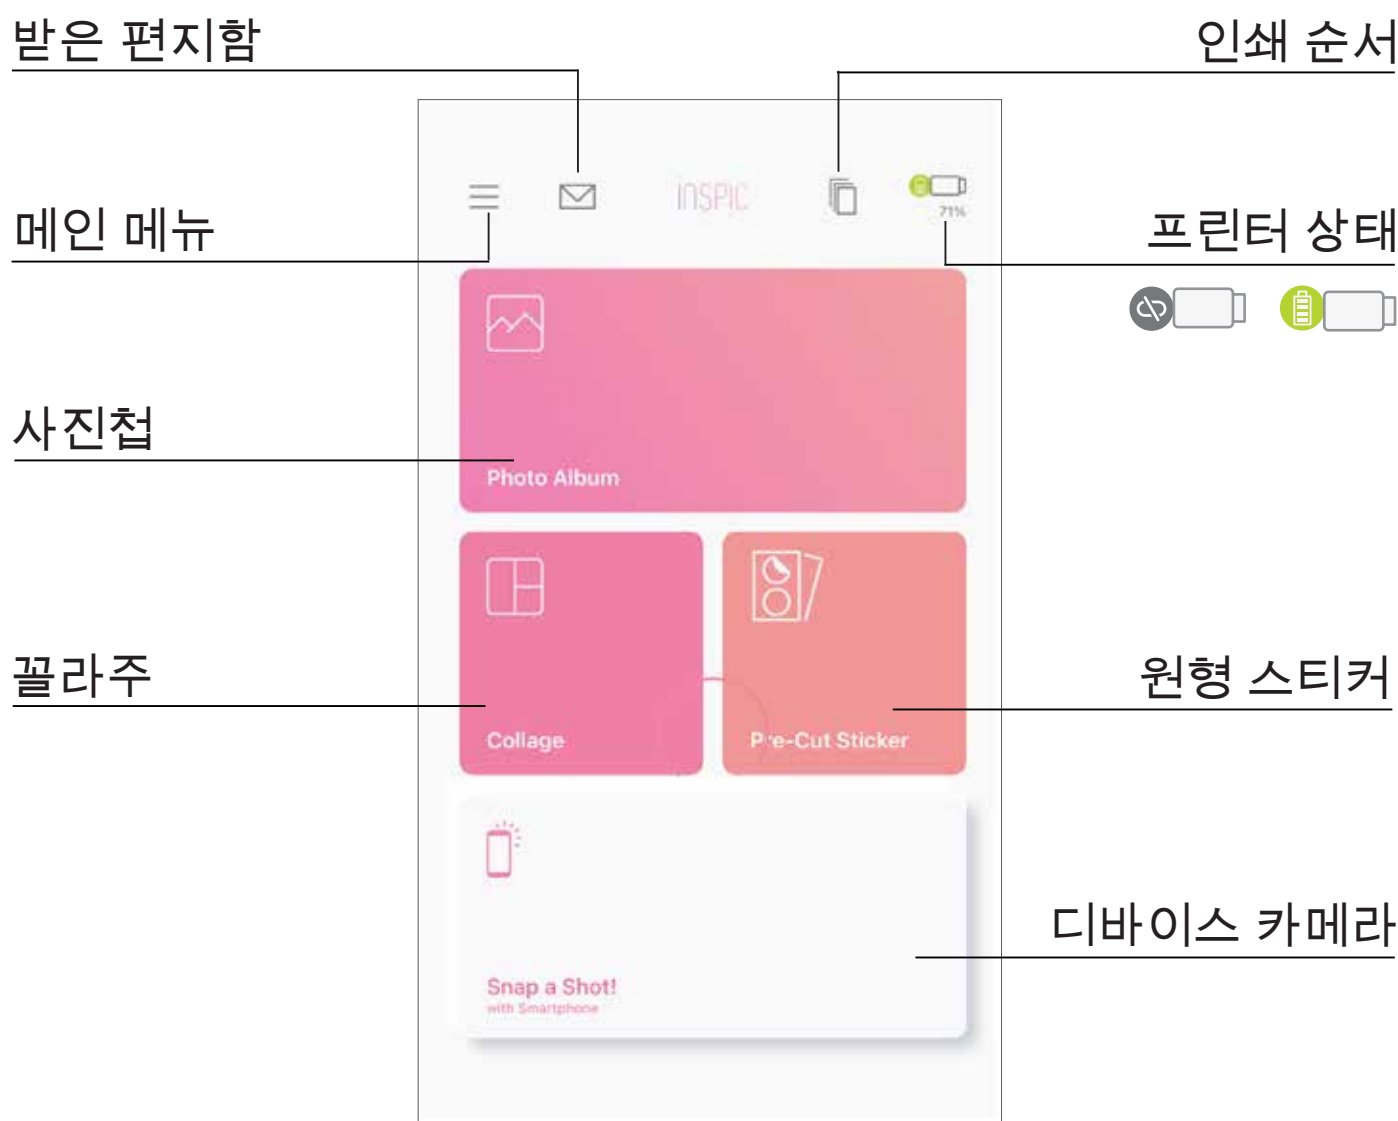 받은 편지함
인쇄 순서
INSPIC
71%
메인 메뉴
프린터 상태
사진첩
Photo Album
꼴라주
원형 스티커
Collage
Pre-Cut Sticker
디바이스 카메라
Snap a Shot!
with Smartphone